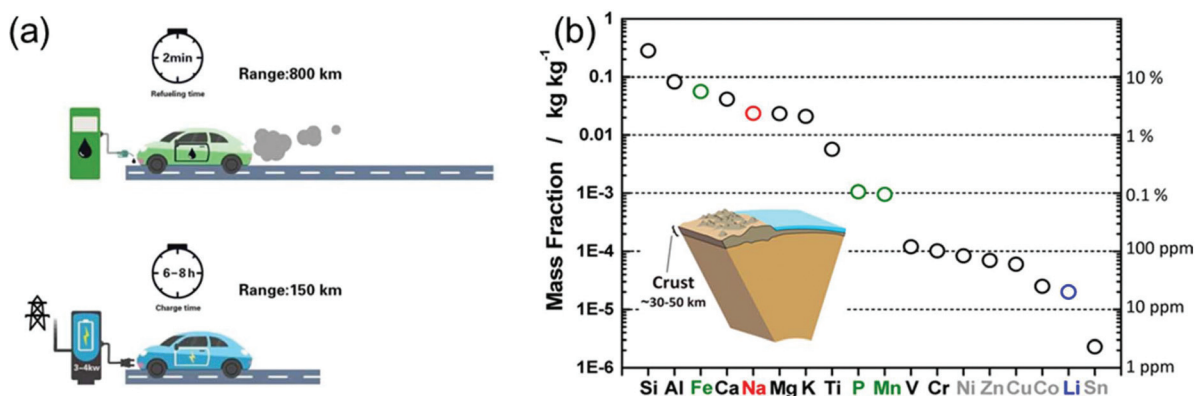 (a)
2min
Refueling time
Range:800 km
6-8h
Charge time
Range:150 km
3-4kw
(b)
Mass Fraction / kg kg⁻¹
1
0.1
0.01
1E-3
1E-4
1E-5
1E-6
10 %
1 %
0.1 %
100 ppm
10 ppm
1 ppm
Crust
~30-50 km
Si Al Fe Ca Na Mg K Ti P Mn V Cr Ni Zn Cu Co Li Sn